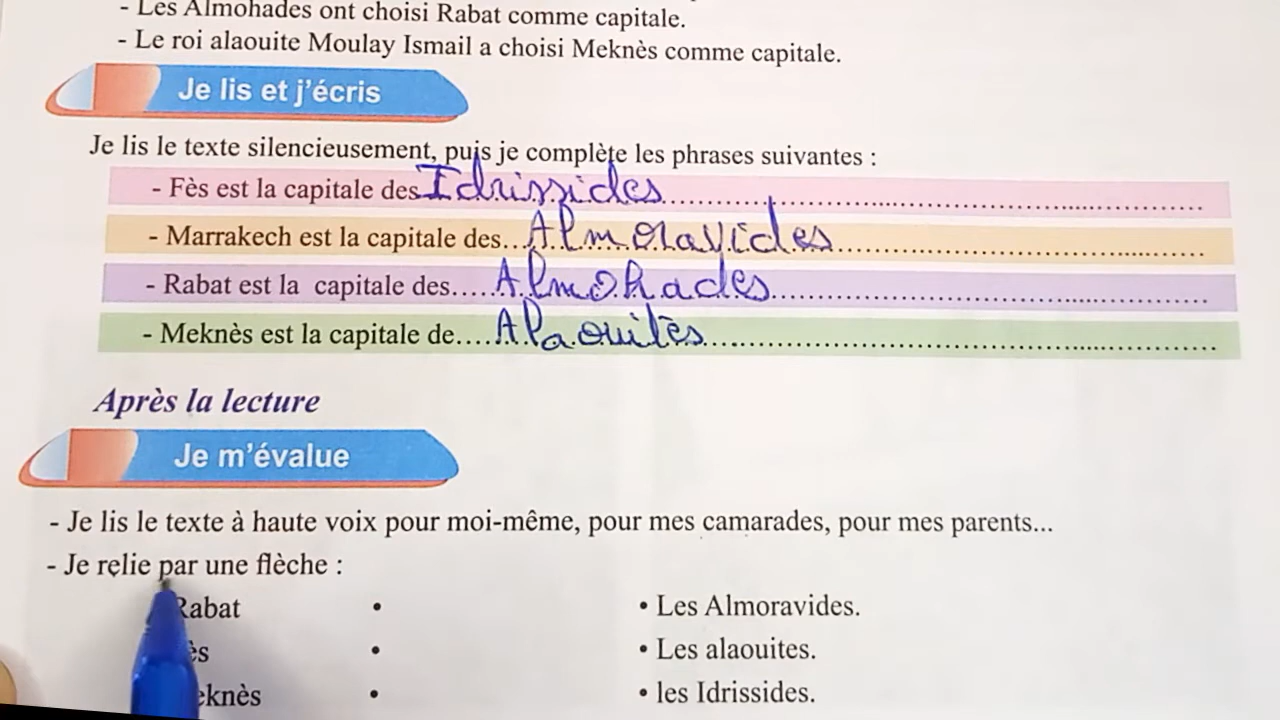 - Les Almohades ont choisi Rabat comme capitale.
- Le roi alaouite Moulay Ismail a choisi Meknès comme capitale.
Je lis et j'écris
Je lis le texte silencieusement, puis je complète les phrases suivantes :
- Fès est la capitale des Idrissides
- Marrakech est la capitale des... Almoravides
- Rabat est la capitale des..... Almohades
- Meknès est la capitale de.... Alaouites
Après la lecture
Je m'évalue
- Je lis le texte à haute voix pour moi-même, pour mes camarades, pour mes parents...
- Je relie par une flèche :
Rabat • • Les Almoravides.
• • Les alaouites.
• • les Idrissides.